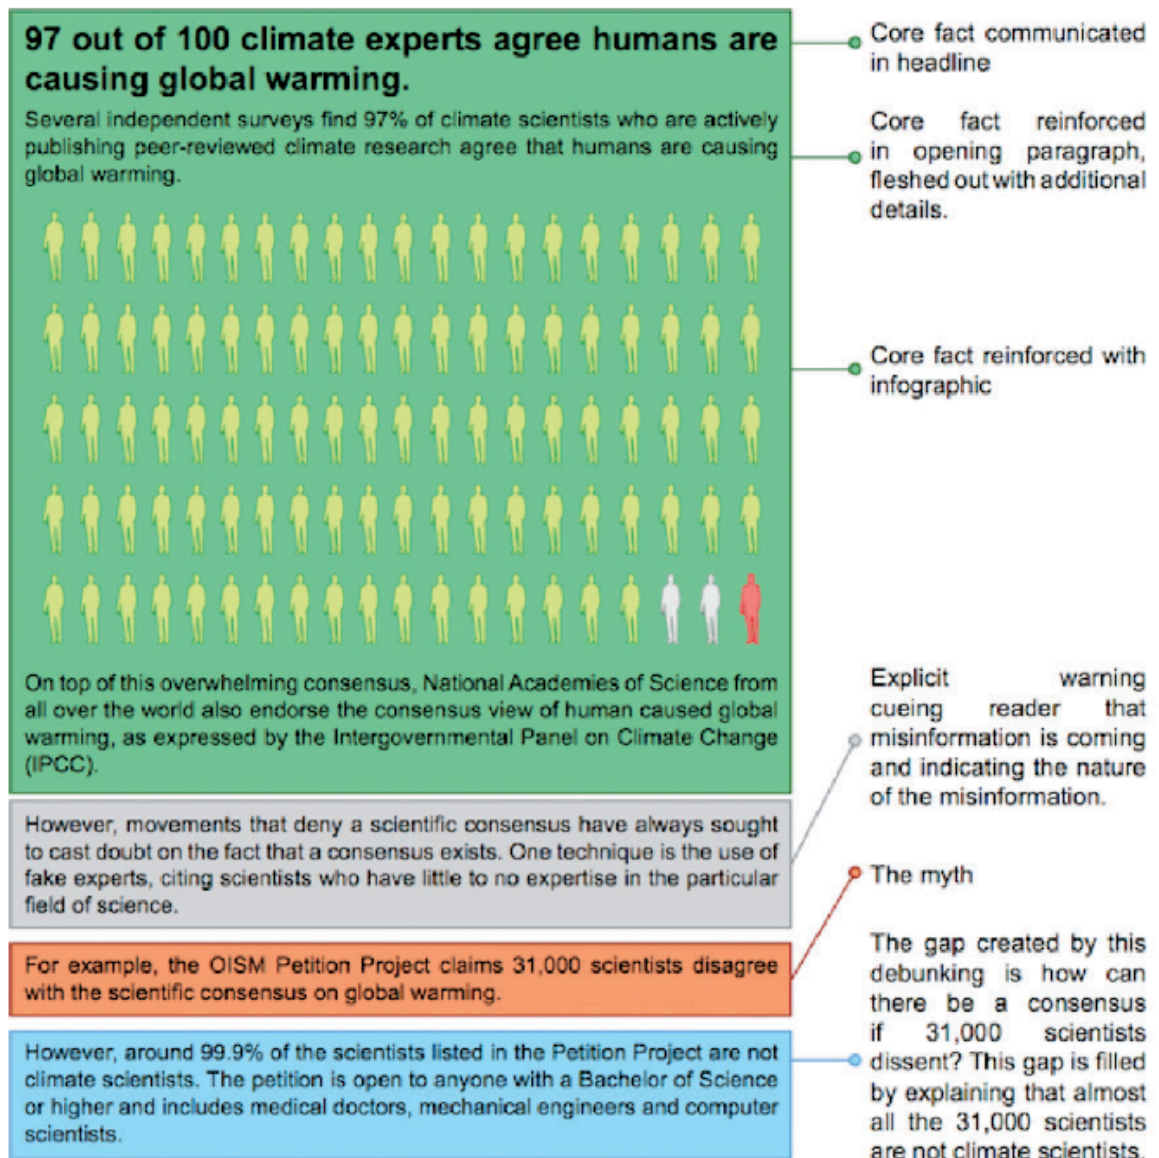 97 out of 100 climate experts agree humans are
causing global warming.
Several independent surveys find 97% of climate scientists who are actively
publishing peer-reviewed climate research agree that humans are causing
global warming.
On top of this overwhelming consensus, National Academies of Science from
all over the world also endorse the consensus view of human caused global
warming, as expressed by the Intergovernmental Panel on Climate Change
(IPCC).
However, movements that deny a scientific consensus have always sought
to cast doubt on the fact that a consensus exists. One technique is the use of
fake experts, citing scientists who have little to no expertise in the particular
field of science.
For example, the OISM Petition Project claims 31,000 scientists disagree
with the scientific consensus on global warming.
However, around 99.9% of the scientists listed in the Petition Project are not
climate scientists. The petition is open to anyone with a Bachelor of Science
or higher and includes medical doctors, mechanical engineers and computer
scientists.
Core fact communicated
in headline
Core fact reinforced
in opening paragraph,
fleshed out with additional
details.
Core fact reinforced with
infographic
Explicit warning
cueing reader that
misinformation is coming
and indicating the nature
of the misinformation.
The myth
The gap created by this
debunking is how can
there be a consensus
if 31,000 scientists
dissent? This gap is filled
by explaining that almost
all the 31,000 scientists
are not climate scientists.